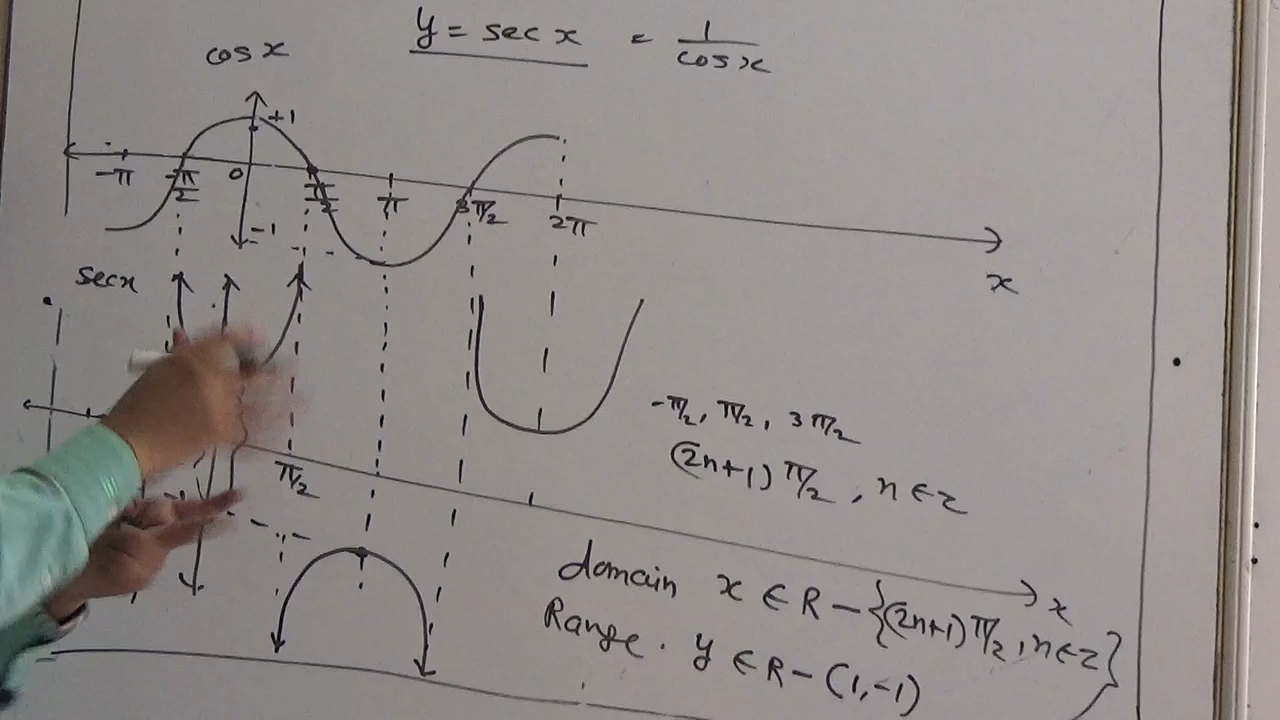 y = sec x = 1/cos x
cos x
+1
-π -π/2 0 π/2 π 3π/2 2π
-1
x
sec x
-π/2, π/2, 3π/2
(2n+1) π/2, n ∈ z
π/2
-1
x
domain x ∈ R - {(2n+1) π/2, n ∈ z}
Range. y ∈ R - (1,-1)